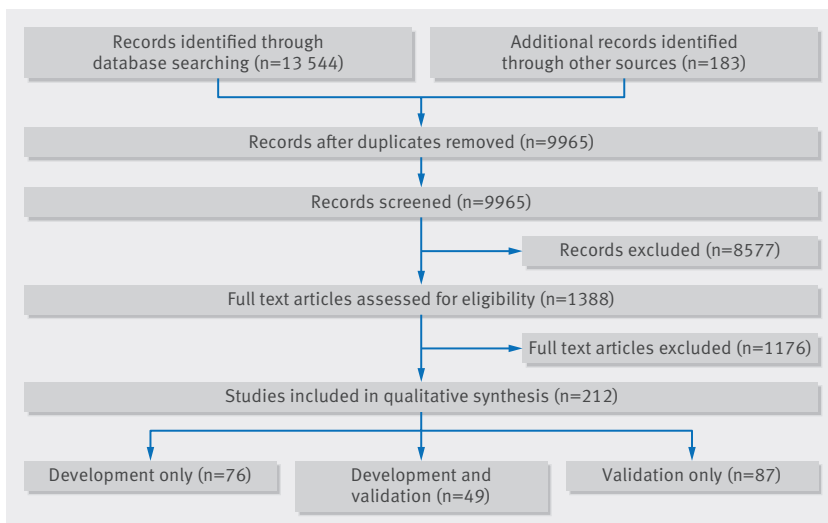 Records identified through
database searching (n=13 544)
Additional records identified
through other sources (n=183)
Records after duplicates removed (n=9965)
Records screened (n=9965)
Records excluded (n=8577)
Full text articles assessed for eligibility (n=1388)
Full text articles excluded (n=1176)
Studies included in qualitative synthesis (n=212)
Development only (n=76)
Development and
validation (n=49)
Validation only (n=87)